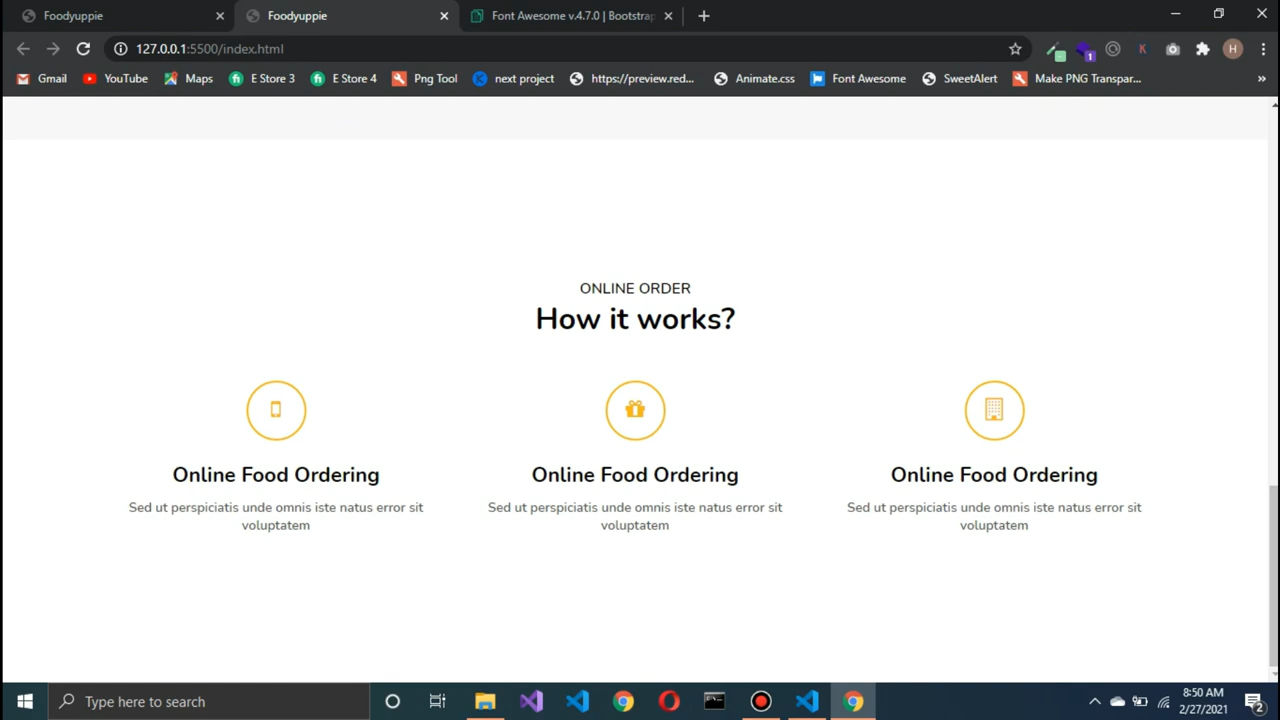 Foodyuppie
Foodyuppie
Font Awesome v.4.7.0 | Bootstrap
127.0.0.1:5500/index.html
1
K
H
Gmail
YouTube
Maps
E Store 3
E Store 4
Png Tool
next project
https://preview.red...
Animate.css
Font Awesome
SweetAlert
Make PNG Transpar...
»
ONLINE ORDER
How it works?
Online Food Ordering
Sed ut perspiciatis unde omnis iste natus error sit
voluptatem
Online Food Ordering
Sed ut perspiciatis unde omnis iste natus error sit
voluptatem
Online Food Ordering
Sed ut perspiciatis unde omnis iste natus error sit
voluptatem
Type here to search
8:50 AM
2/27/2021
2